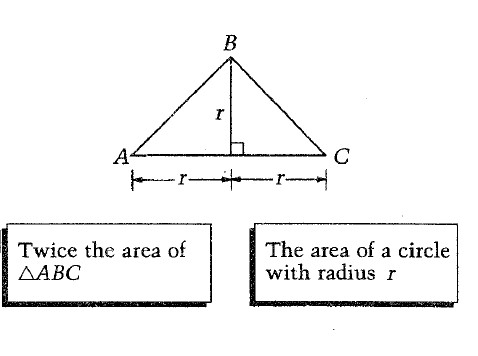 B
r
A
C
r
r
Twice the area of
△ABC
The area of a circle
with radius r